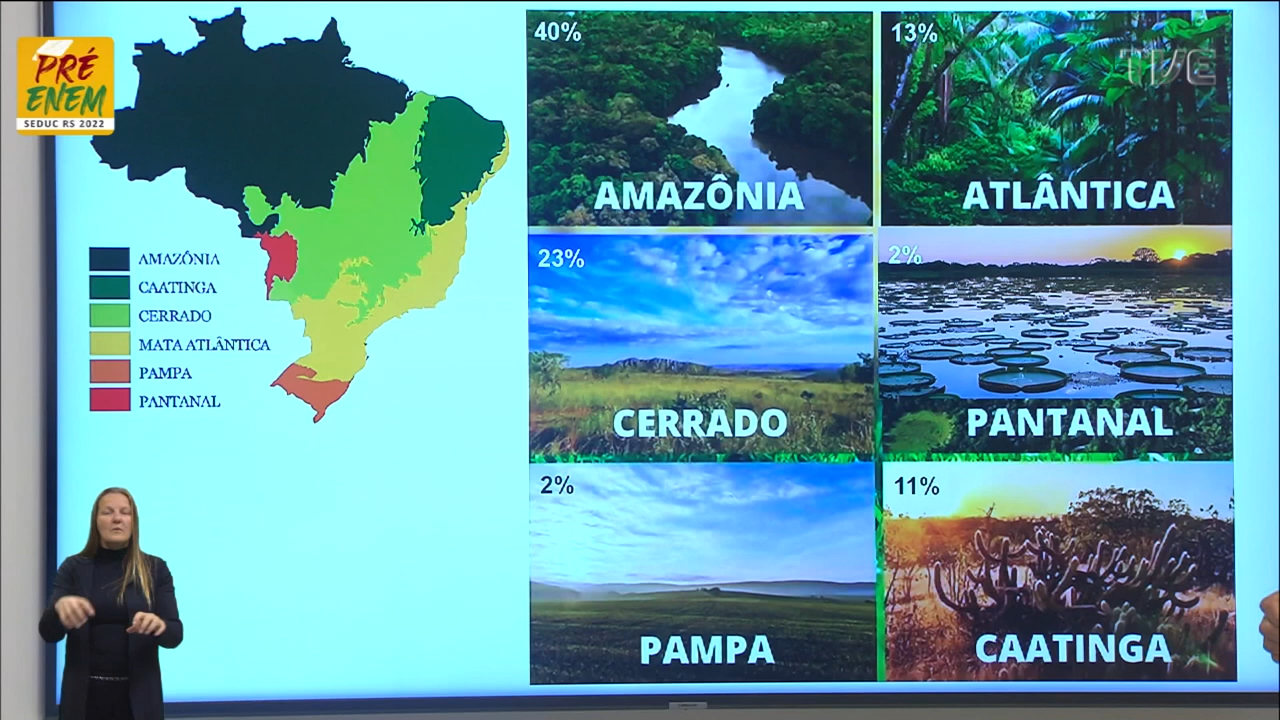 PRÉ
ENEM
SEDUC RS 2022
AMAZÔNIA
CAATINGA
CERRADO
MATA ATLÂNTICA
PAMPA
PANTANAL
40%
AMAZÔNIA
13%
TVE
ATLÂNTICA
23%
CERRADO
2%
PANTANAL
2%
PAMPA
11%
CAATINGA